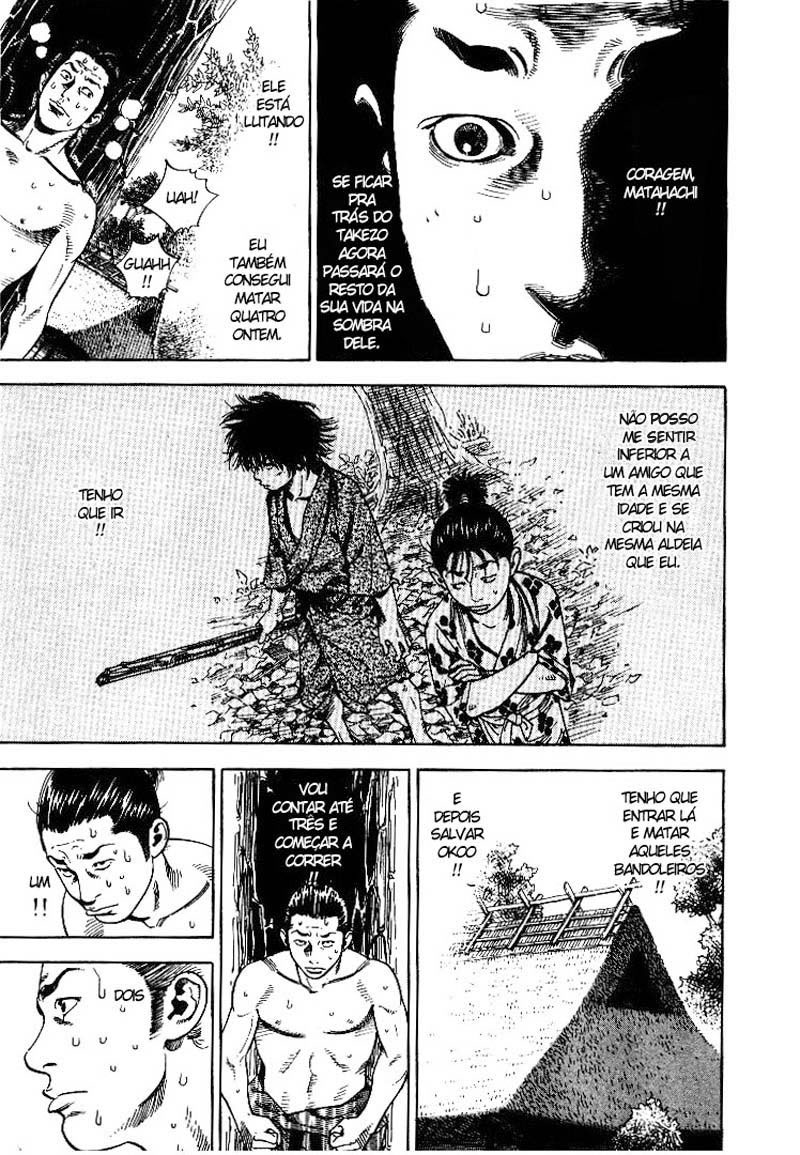 CORAGEM,
MATAHACHI
!!
SE FICAR
PRA
TRÁS DO
TAKEZO
AGORA
PASSARÁ O
RESTO DA
SUA VIDA NA
SOMBRA
DELE.
ELE
ESTÁ
LLUTANDO
!!
UAH!
GUAHH
!!
EU
TAMBÉM
CONSEGUI
MATAR
QUATRO
ONTEM.
NÃO POSSO
ME SENTIR
INFERIOR A
UM AMIGO QUE
TEM A MESMA
IDADE E SE
CRIOU NA
MESMA ALDEIA
QUE EU.
TENHO
QUE IR
!!
TENHO QUE
ENTRAR LÁ
E MATAR
AQUELES
BANDOLEIROS
!!
E
DEPOIS
SALVAR
OKOO
!!
VOU
CONTAR ATÉ
TRÊS E
COMEÇAR A
CORRER
!!
UM
!!
DOIS